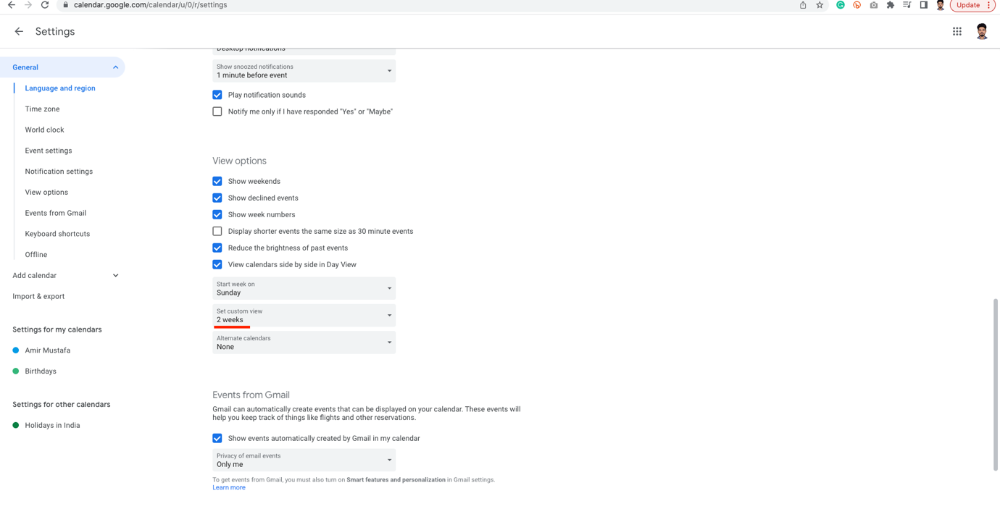 calendar.google.com/calendar/u/0/r/settings
Update
Settings
General
Language and region
Time zone
World clock
Event settings
Notification settings
View options
Events from Gmail
Keyboard shortcuts
Offline
Add calendar
Import & export
Settings for my calendars
Amir Mustafa
Birthdays
Settings for other calendars
Holidays in India
Desktop notifications
Show snoozed notifications
1 minute before event
Play notification sounds
Notify me only if I have responded "Yes" or "Maybe"
View options
Show weekends
Show declined events
Show week numbers
Display shorter events the same size as 30 minute events
Reduce the brightness of past events
View calendars side by side in Day View
Start week on
Sunday
Set custom view
2 weeks
Alternate calendars
None
Events from Gmail
Gmail can automatically create events that can be displayed on your calendar. These events will
help you keep track of things like flights and other reservations.
Show events automatically created by Gmail in my calendar
Privacy of email events
Only me
To get events from Gmail, you must also turn on Smart features and personalization in Gmail settings.
Learn more